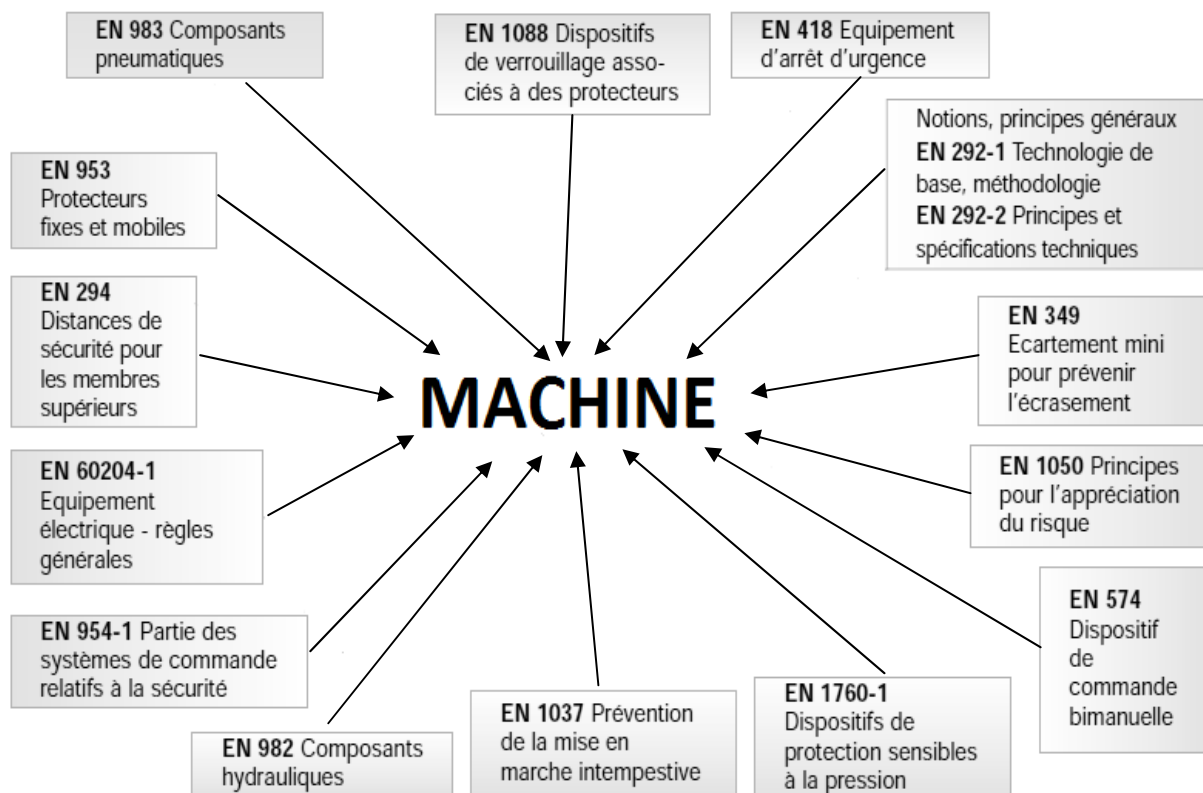 EN 983 Composants
pneumatiques
EN 1088 Dispositifs
de verrouillage asso-
ciés à des protecteurs
EN 418 Equipement
d'arrêt d'urgence
Notions, principes généraux
EN 292-1 Technologie de
base, méthodologie
EN 292-2 Principes et
spécifications techniques
EN 953
Protecteurs
fixes et mobiles
EN 294
Distances de
sécurité pour
les membres
supérieurs
EN 349
Ecartement mini
pour prévenir
l'écrasement
MACHINE
EN 60204-1
Equipement
électrique - règles
générales
EN 1050 Principes
pour l'appréciation
du risque
EN 574
Dispositif
de
commande
bimanuelle
EN 954-1 Partie des
systèmes de commande
relatifs à la sécurité
EN 982 Composants
hydrauliques
EN 1037 Prévention
de la mise en
marche intempestive
EN 1760-1
Dispositifs de
protection sensibles
à la pression